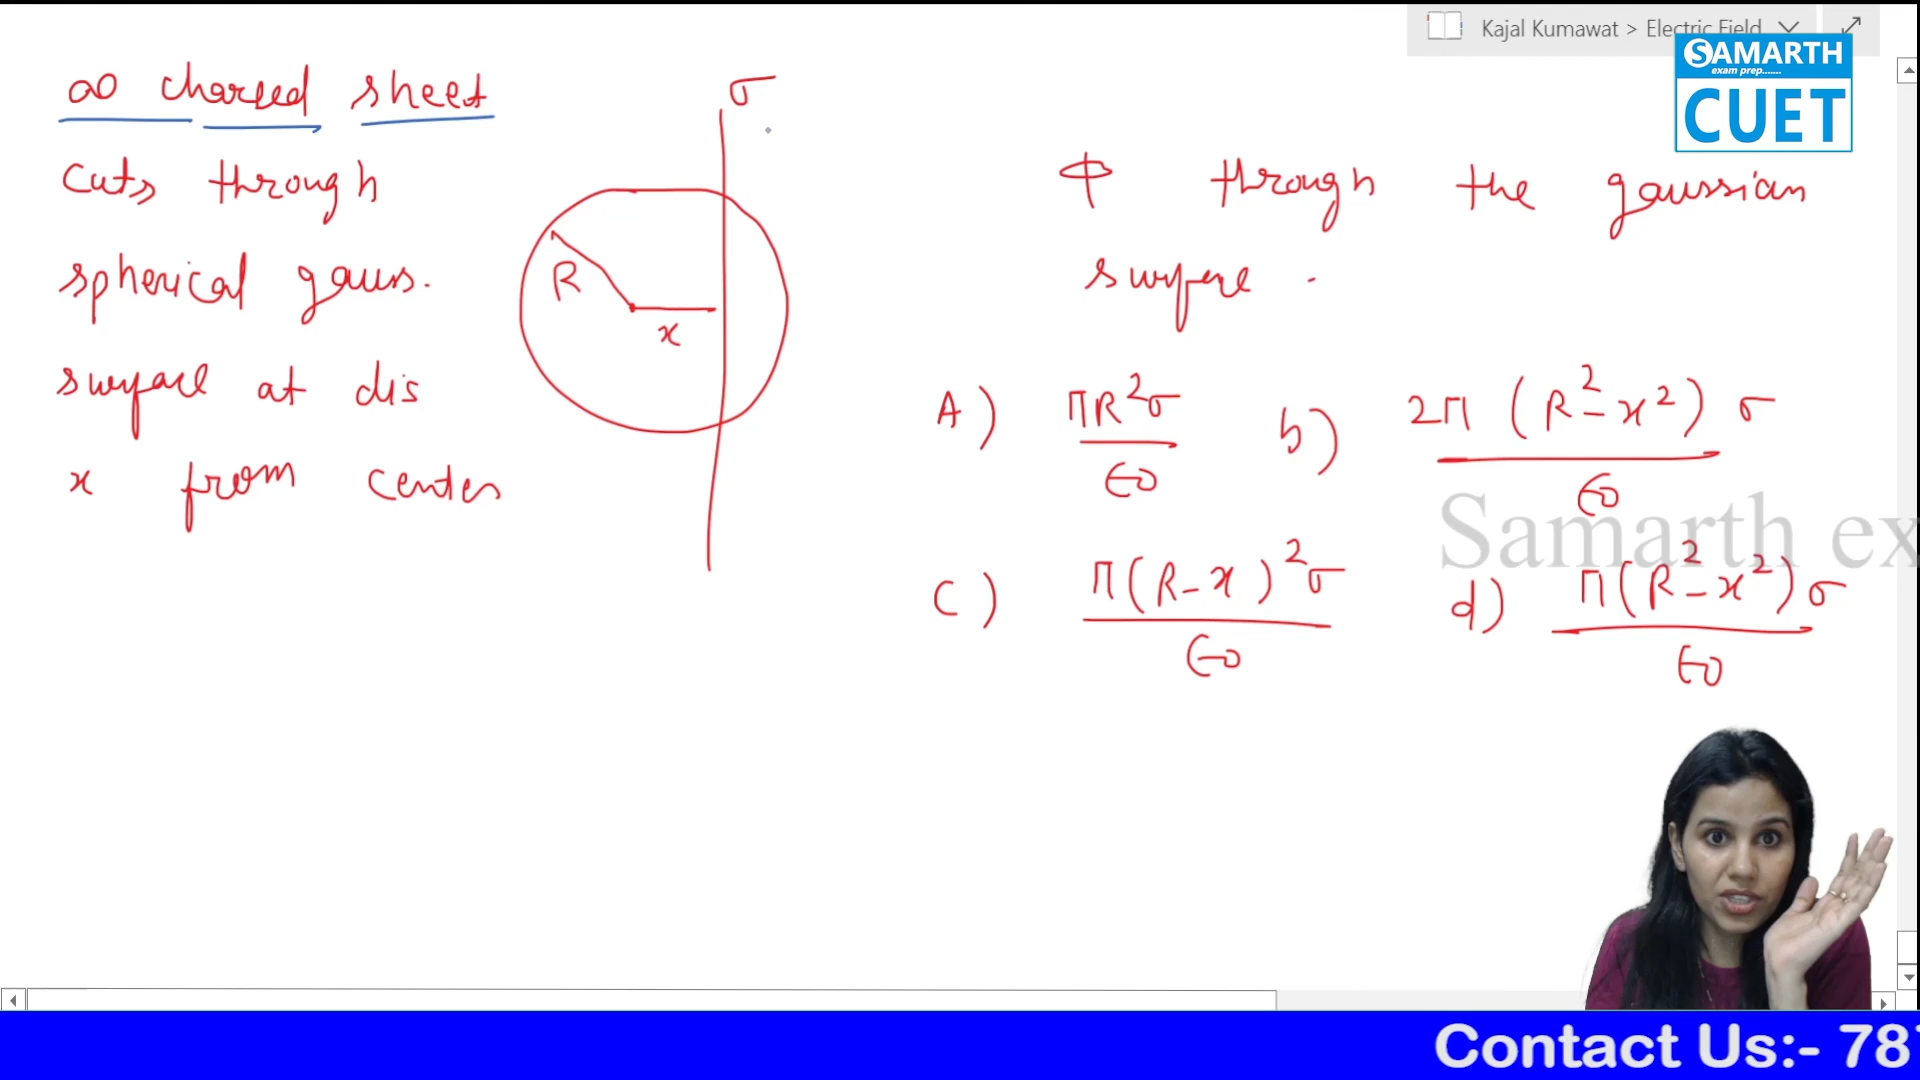 Kajal Kumawat > Electric Field
SAMARTH
exam prep......
CUET
∞ charged sheet
cuts through
spherical gauss.
surface at dis
x from center
σ
R
x
Φ through the gaussian
surface .
A) πR²σ / ε0
b) 2π (R²-x²) σ / ε0
Samarth ex
c) π(R-x)²σ / ε0
d) π(R²-x²)σ / ε0
Contact Us:- 78